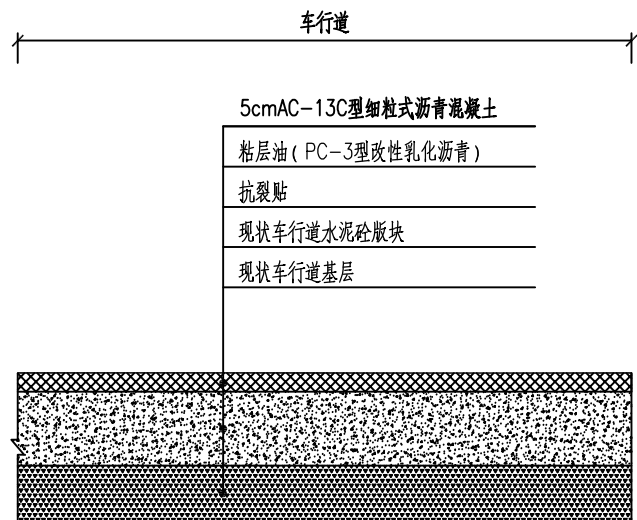 车行道
5cmAC-13C型细粒式沥青混凝土
粘层油(PC-3型改性乳化沥青)
抗裂贴
现状车行道水泥砼版块
现状车行道基层